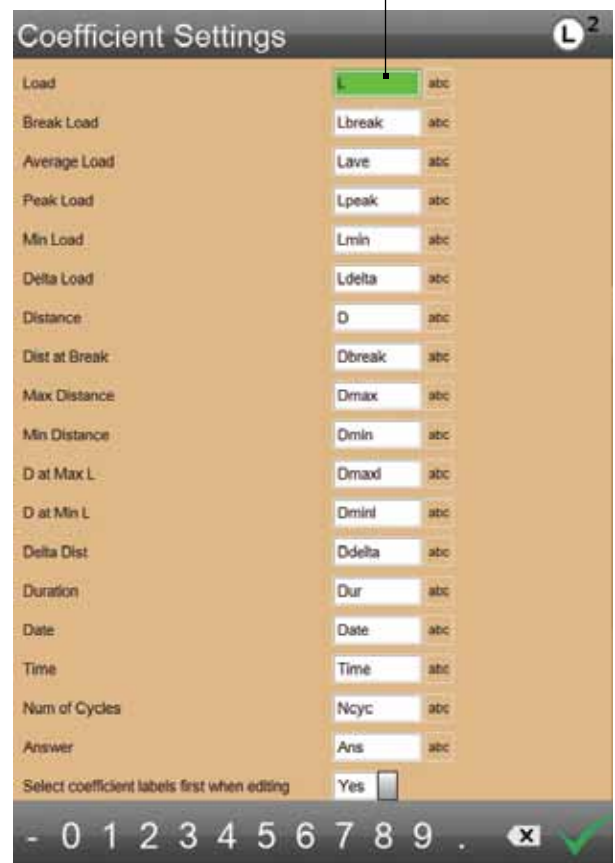 Coefficient Settings L2
Load L abc
Break Load Lbreak abc
Average Load Lave abc
Peak Load Lpeak abc
Min Load Lmin abc
Delta Load Ldelta abc
Distance D abc
Dist at Break Dbreak abc
Max Distance Dmax abc
Min Distance Dmin abc
D at Max L Dmaxl abc
D at Min L Dminl abc
Delta Dist Ddelta abc
Duration Dur abc
Date Date abc
Time Time abc
Num of Cycles Ncyc abc
Answer Ans abc
Select coefficient labels first when editing Yes
- 0 1 2 3 4 5 6 7 8 9 .